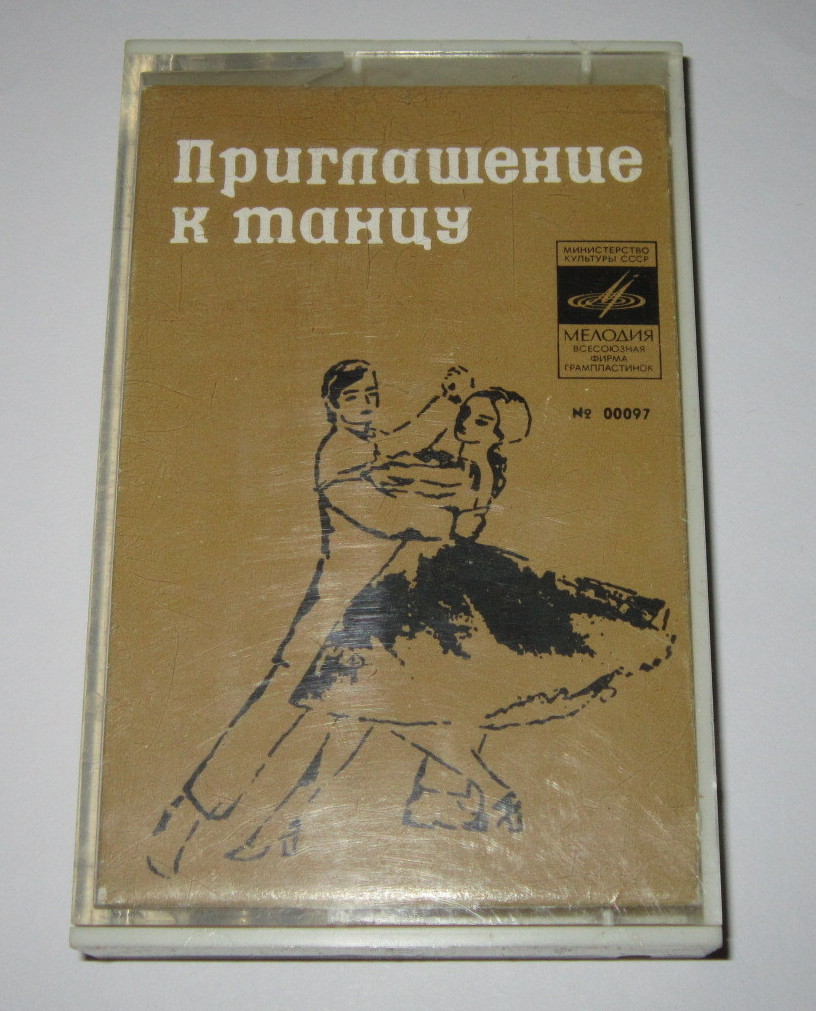 Приглашение
к танцу
МИНИСТЕРСТВО
КУЛЬТУРЫ СССР
МЕЛОДИЯ
ВСЕСОЮЗНАЯ
ФИРМА
ГРАМПЛАСТИНОК
№ 00097